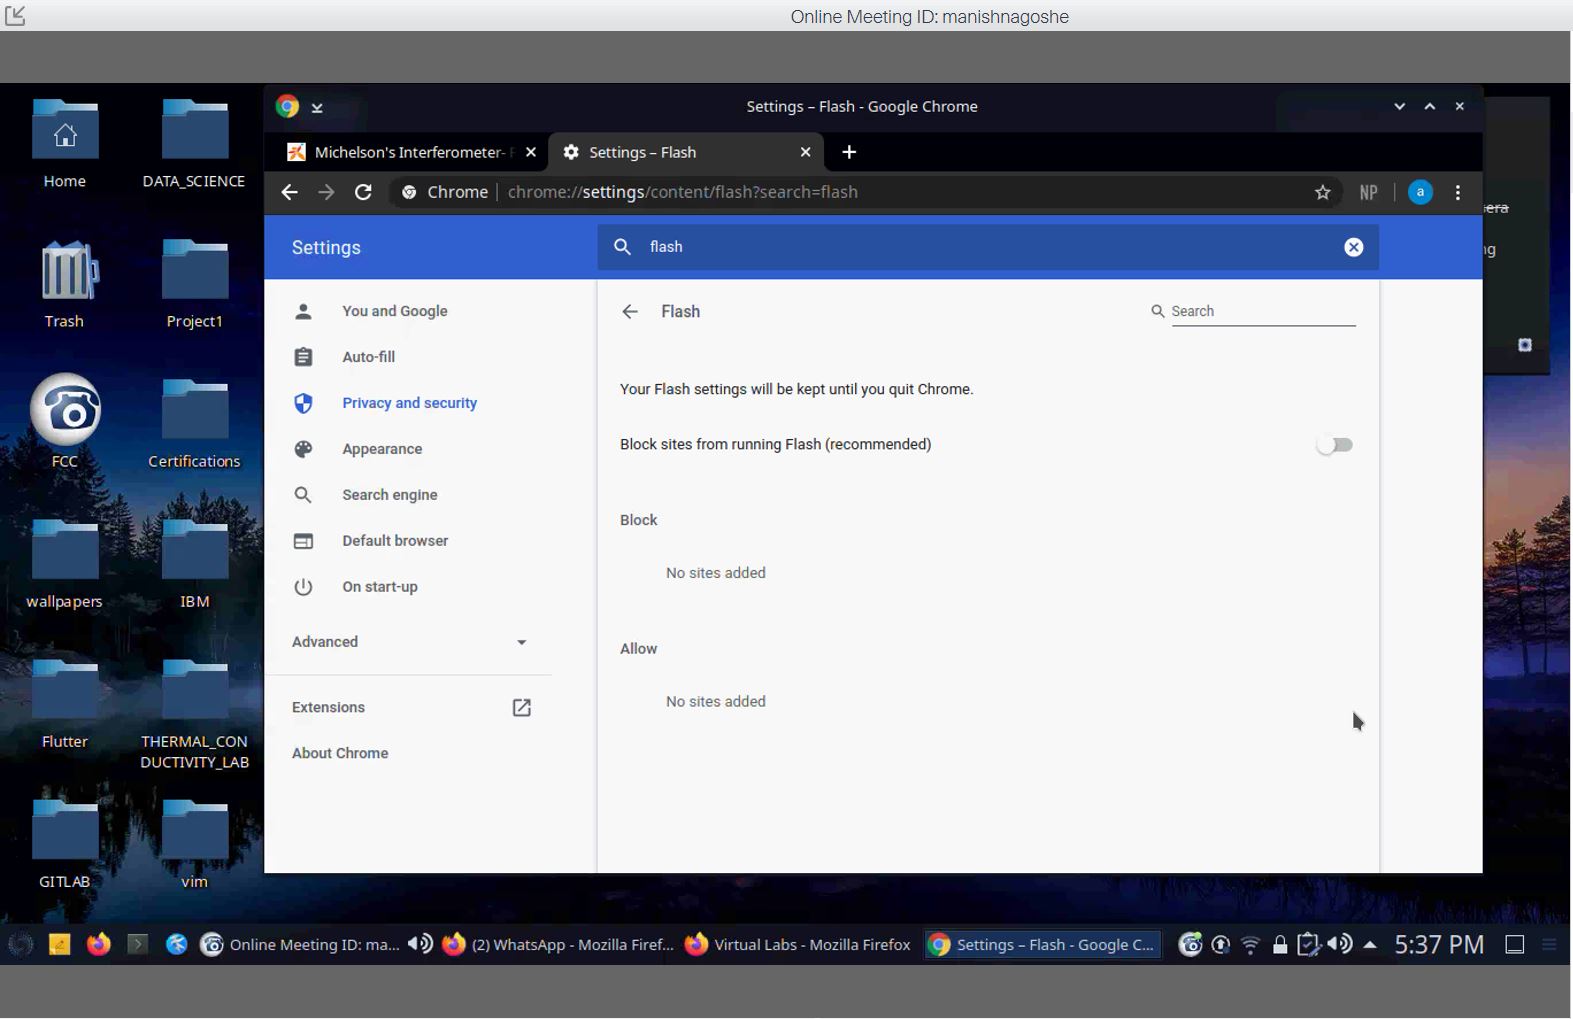 Online Meeting ID: manishnagoshe
Settings – Flash - Google Chrome
Michelson's Interferometer-
Settings – Flash
Chrome
chrome://settings/content/flash?search=flash
NP
a
Settings
flash
You and Google
Auto-fill
Privacy and security
Appearance
Search engine
Default browser
On start-up
Advanced
Extensions
About Chrome
Flash
Search
Your Flash settings will be kept until you quit Chrome.
Block sites from running Flash (recommended)
Block
No sites added
Allow
No sites added
Home
DATA_SCIENCE
Trash
Project1
FCC
Certifications
wallpapers
IBM
Flutter
THERMAL_CON
DUCTIVITY_LAB
GITLAB
vim
era
ng
Online Meeting ID: ma...
(2) WhatsApp - Mozilla Firef...
Virtual Labs - Mozilla Firefox
Settings – Flash - Google C...
5:37 PM